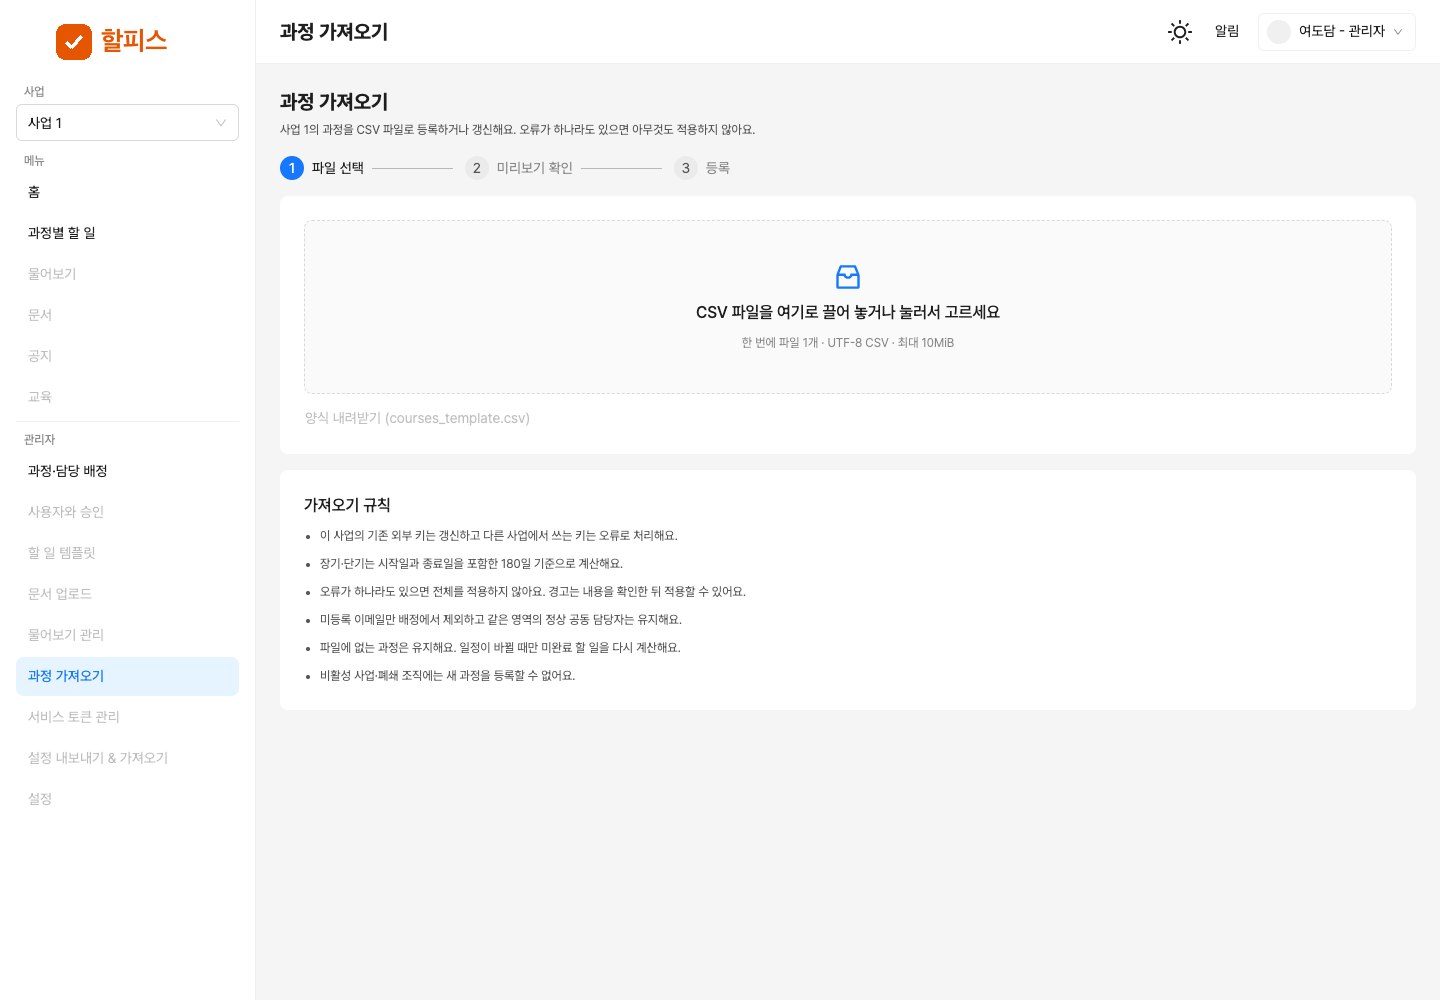 할피스
사업
사업 1
메뉴
홈
과정별 할 일
물어보기
문서
공지
교육
관리자
과정·담당 배정
사용자와 승인
할 일 템플릿
문서 업로드
물어보기 관리
과정 가져오기
서비스 토큰 관리
설정 내보내기 & 가져오기
설정
과정 가져오기
알림
여도담 - 관리자
과정 가져오기
사업 1의 과정을 CSV 파일로 등록하거나 갱신해요. 오류가 하나라도 있으면 아무것도 적용하지 않아요.
1 파일 선택
2 미리보기 확인
3 등록
CSV 파일을 여기로 끌어 놓거나 눌러서 고르세요
한 번에 파일 1개 · UTF-8 CSV · 최대 10MiB
양식 내려받기 (courses_template.csv)
가져오기 규칙
• 이 사업의 기존 외부 키는 갱신하고 다른 사업에서 쓰는 키는 오류로 처리해요.
• 장기·단기는 시작일과 종료일을 포함한 180일 기준으로 계산해요.
• 오류가 하나라도 있으면 전체를 적용하지 않아요. 경고는 내용을 확인한 뒤 적용할 수 있어요.
• 미등록 이메일만 배정에서 제외하고 같은 영역의 정상 공동 담당자는 유지해요.
• 파일에 없는 과정은 유지해요. 일정이 바뀔 때만 미완료 할 일을 다시 계산해요.
• 비활성 사업·폐쇄 조직에는 새 과정을 등록할 수 없어요.